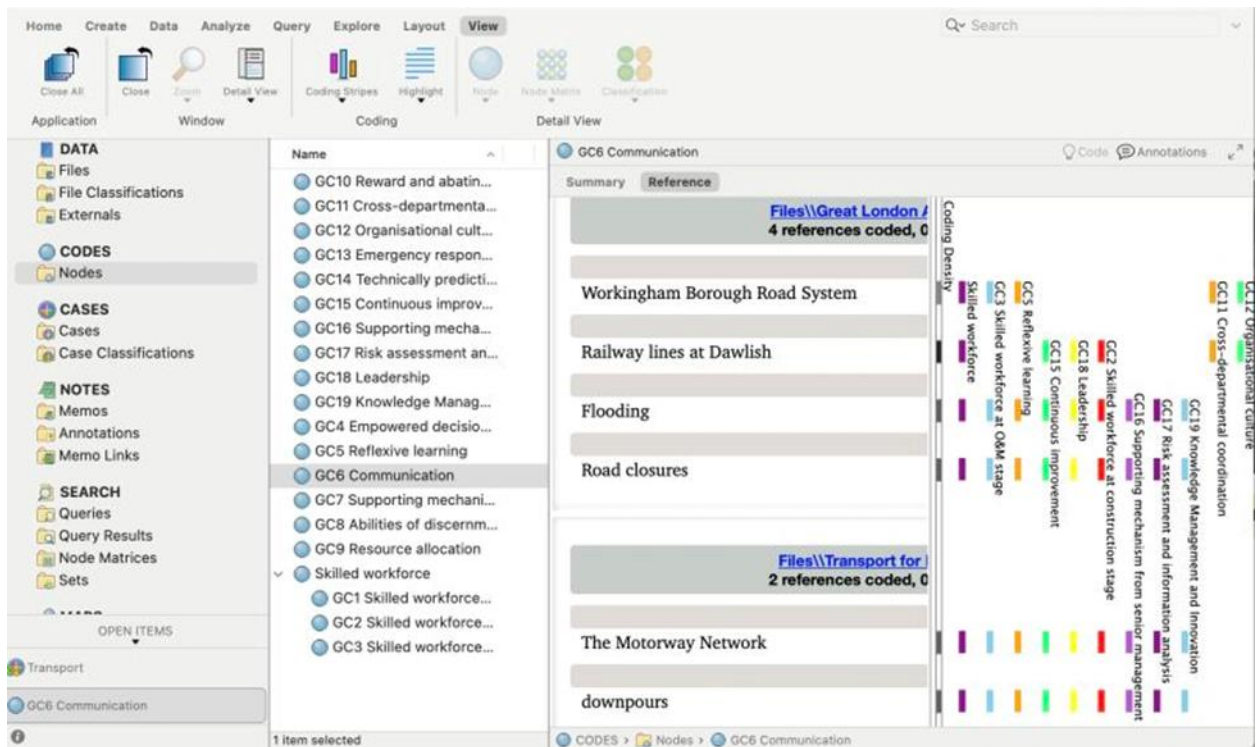 Home Create Data Analyze Query Explore Layout View
Search
Close All Close Zoom Detail View Coding Stripes Highlight Node Node Matrix Classification
Application Window Coding Detail View
DATA
Files
File Classifications
Externals
CODES
Nodes
CASES
Cases
Case Classifications
NOTES
Memos
Annotations
Memo Links
SEARCH
Queries
Query Results
Node Matrices
Sets
OPEN ITEMS
Transport
GC6 Communication
Name
GC10 Reward and abatin...
GC11 Cross-departmenta...
GC12 Organisational cult...
GC13 Emergency respon...
GC14 Technically predicti...
GC15 Continuous improv...
GC16 Supporting mecha...
GC17 Risk assessment an...
GC18 Leadership
GC19 Knowledge Manag...
GC4 Empowered decisio...
GC5 Reflexive learning
GC6 Communication
GC7 Supporting mechani...
GC8 Abilities of discernm...
GC9 Resource allocation
Skilled workforce
GC1 Skilled workforce...
GC2 Skilled workforce...
GC3 Skilled workforce...
1 item selected
GC6 Communication
Code Annotations
Summary Reference
Files\\Great London A
4 references coded, 0
Workingham Borough Road System
Railway lines at Dawlish
Flooding
Road closures
Files\\Transport for
2 references coded, 0
The Motorway Network
downpours
Coding Density
Skilled workforce
GC3 Skilled workforce at O&M stage
GC5 Reflexive learning
GC15 Continuous improvement
GC18 Leadership
GC2 Skilled workforce at construction stage
GC16 Supporting mechanism from senior management
GC17 Risk assessment and information analysis
GC19 Knowledge Management and Innovation
GC11 Cross-departmental coordination
GC12 Organisational culture
CODES > Nodes > GC6 Communication